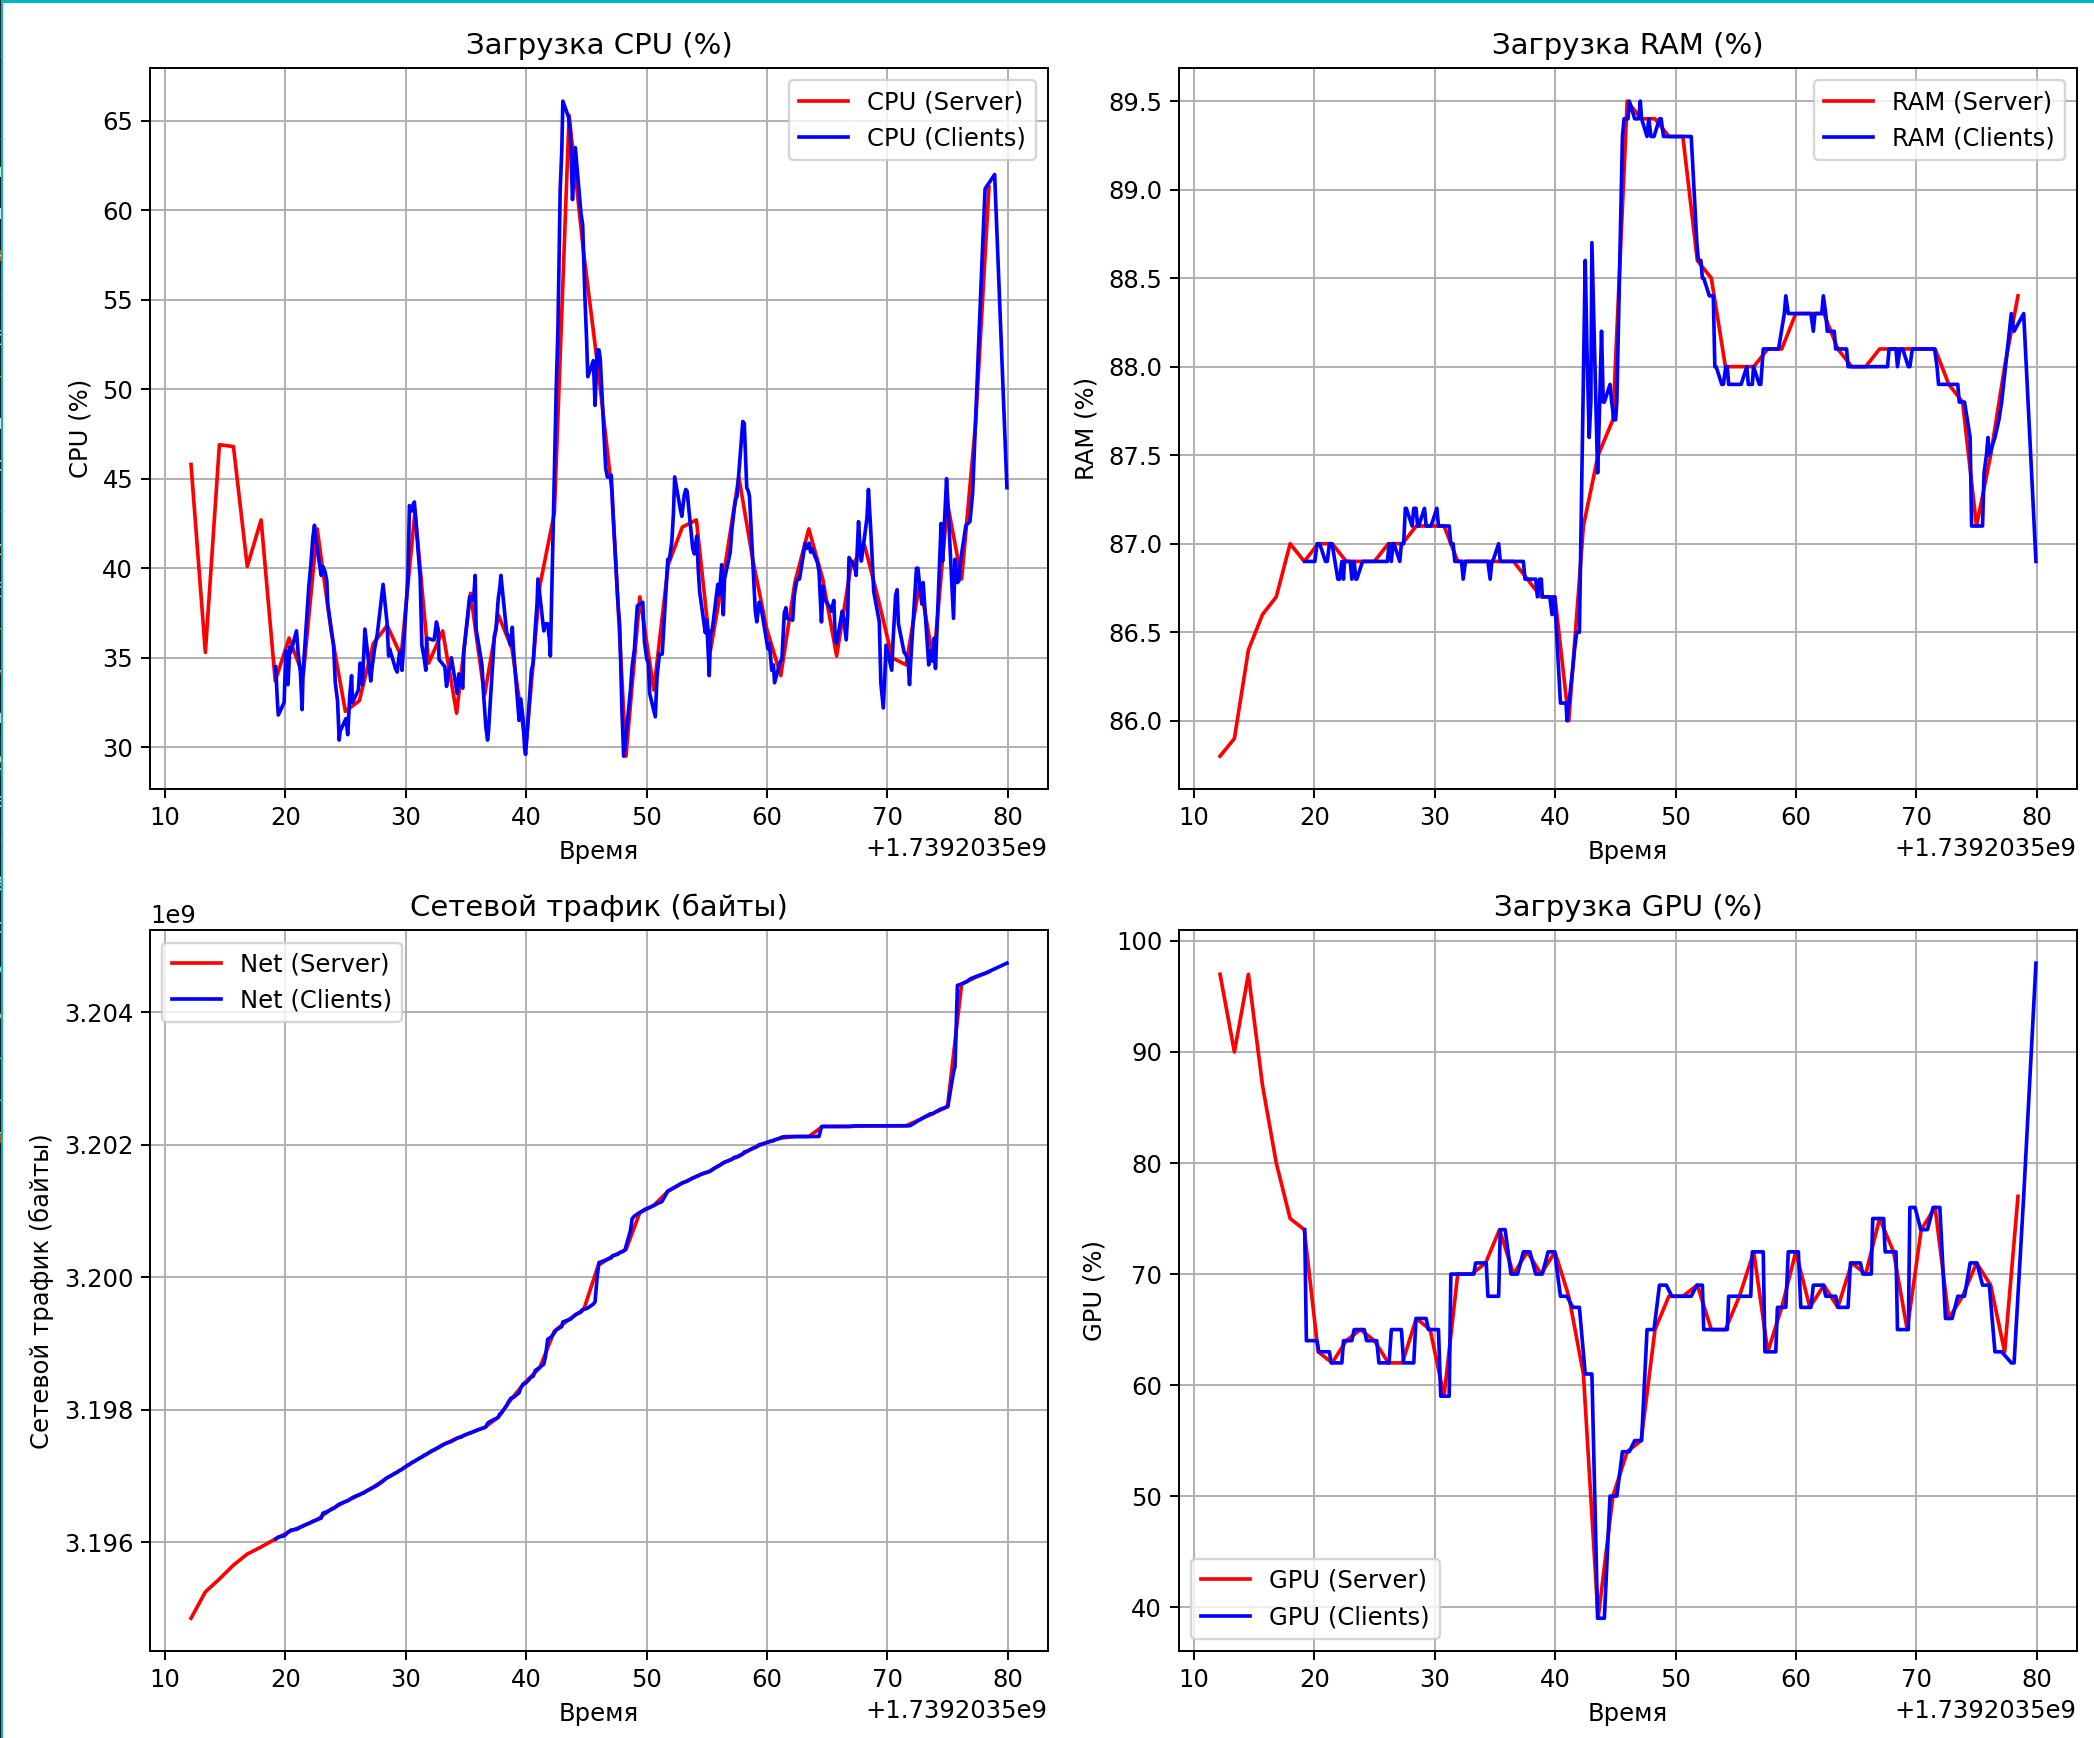 Загрузка CPU (%)
CPU (Server)
CPU (Clients)
65
60
55
50
45
40
35
30
CPU (%)
10 20 30 40 50 60 70 80
Время
+1.7392035e9
Загрузка RAM (%)
RAM (Server)
RAM (Clients)
89.5
89.0
88.5
88.0
87.5
87.0
86.5
86.0
RAM (%)
10 20 30 40 50 60 70 80
Время
+1.7392035e9
Сетевой трафик (байты)
1e9
Net (Server)
Net (Clients)
3.204
3.202
3.200
3.198
3.196
Сетевой трафик (байты)
10 20 30 40 50 60 70 80
Время
+1.7392035e9
Загрузка GPU (%)
100
90
80
70
60
50
40
GPU (%)
GPU (Server)
GPU (Clients)
10 20 30 40 50 60 70 80
Время
+1.7392035e9